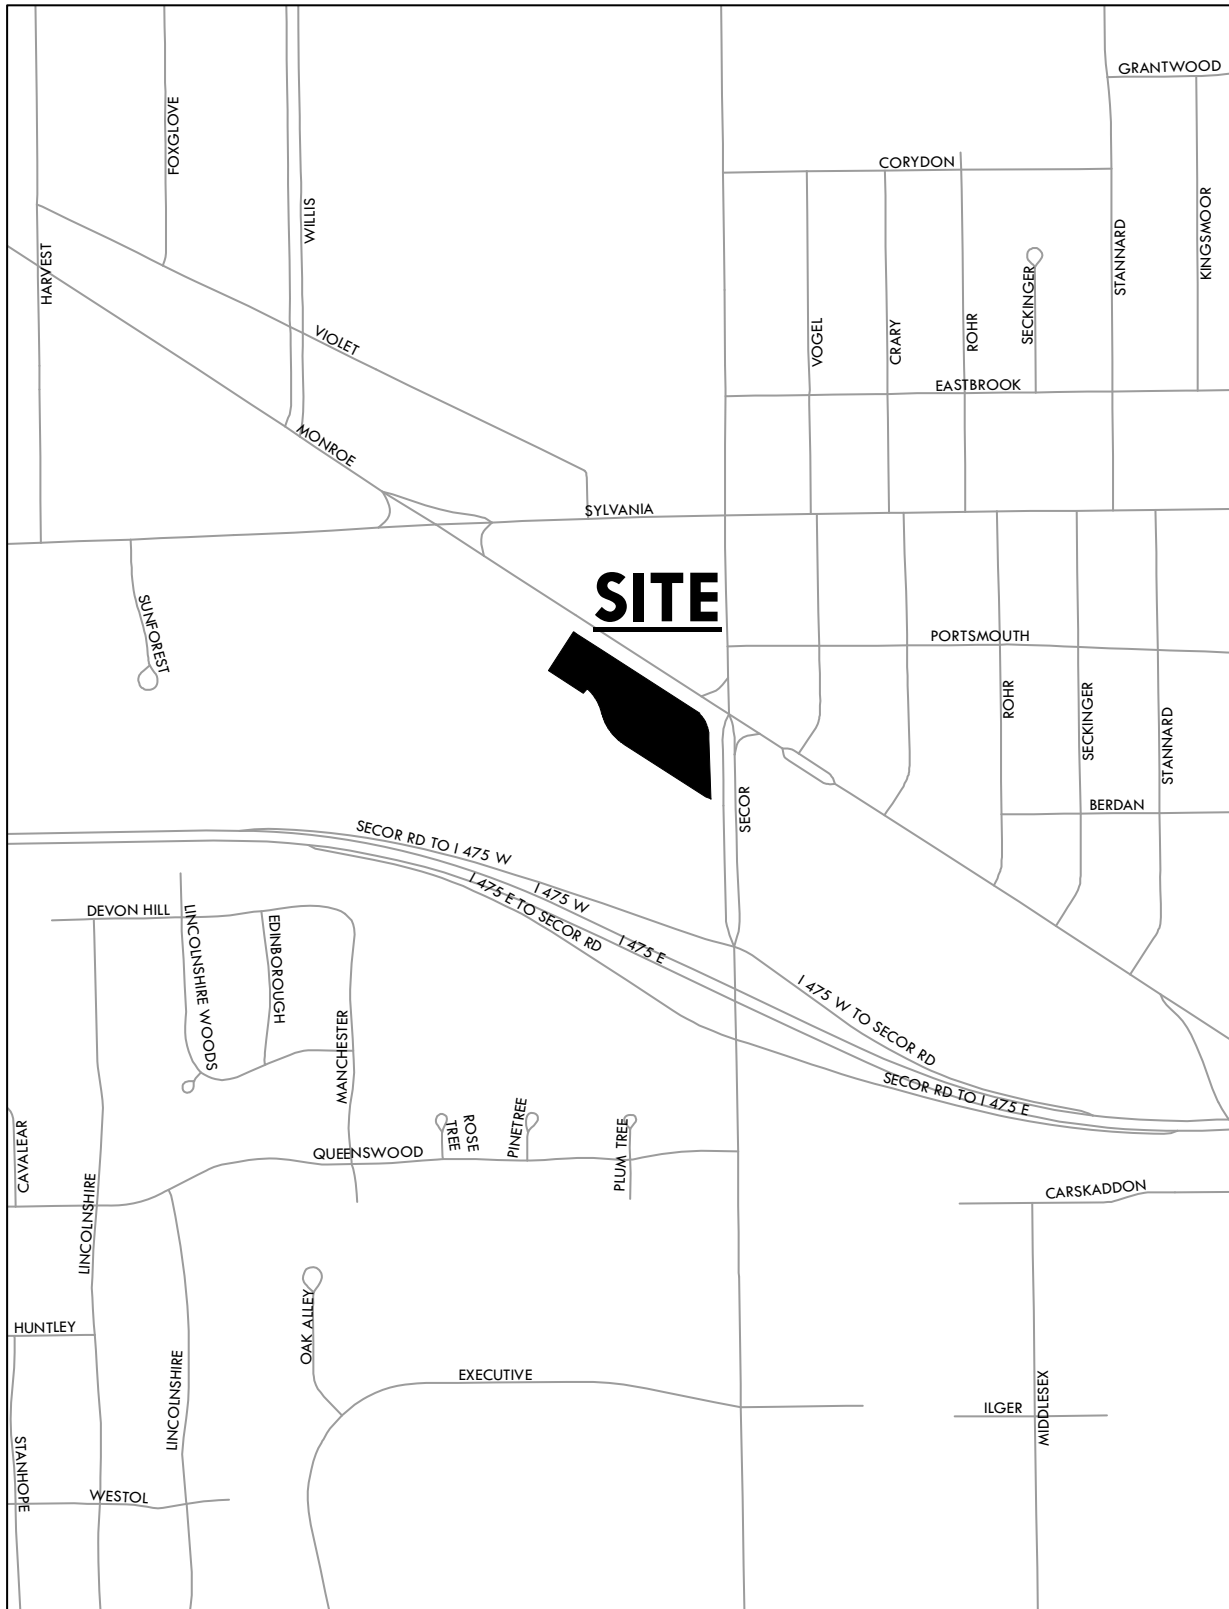 GRANTWOOD
FOXGLOVE
CORYDON
WILLIS
KINGSMOOR
STANNARD
HARVEST
SECKINGER
VIOLET
VOGEL
CRARY
ROHR
EASTBROOK
MONROE
SYLVANIA
SITE
SUNFOREST
PORTSMOUTH
ROHR
SECKINGER
STANNARD
SECOR
BERDAN
SECOR RD TO I 475 W
I 475 W
I 475 E TO SECOR RD
I 475 E
DEVON HILL
LINCOLNSHIRE WOODS
EDINBOROUGH
MANCHESTER
I 475 W TO SECOR RD
SECOR RD TO I 475 E
CAVALEAR
QUEENSWOOD
ROSE
TREE
PINETREE
PLUM TREE
LINCOLNSHIRE
CARSKADDON
HUNTLEY
OAK ALLEY
LINCOLNSHIRE
EXECUTIVE
ILGER
MIDDLESEX
STANHOPE
WESTOL